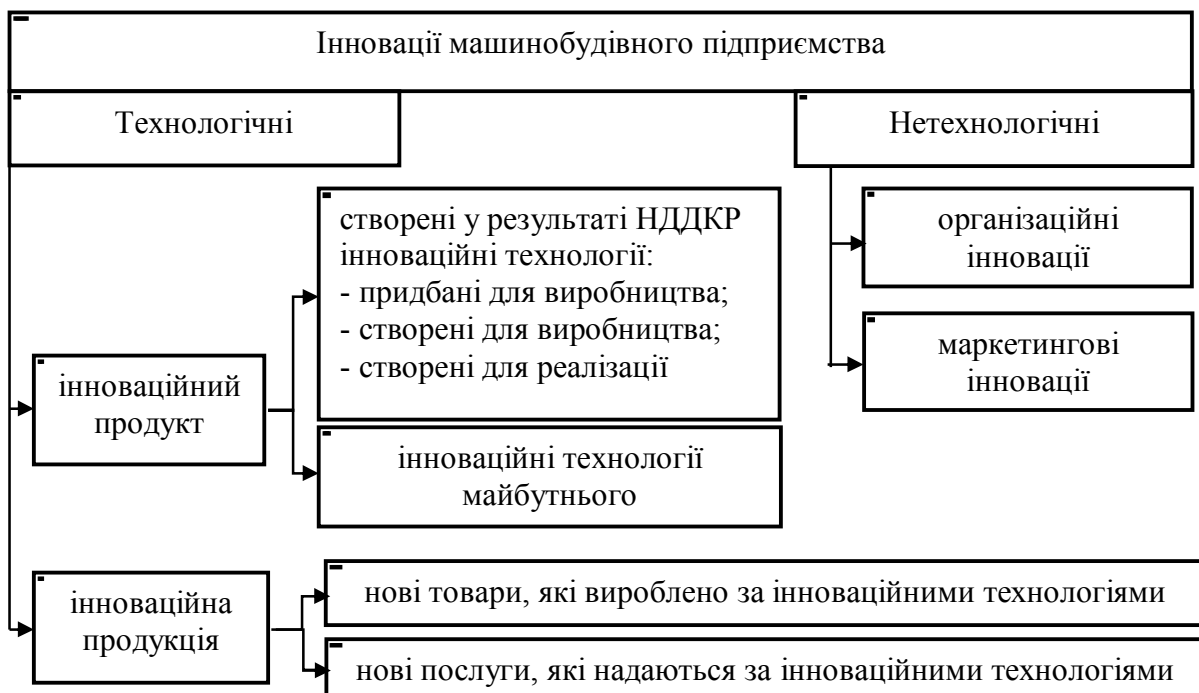 Інновації машинобудівного підприємства
Технологічні
Нетехнологічні
створені у результаті НДДКР
інноваційні технології:
- придбані для виробництва;
- створені для виробництва;
- створені для реалізації
організаційні
інновації
маркетингові
інновації
інноваційний
продукт
інноваційні технології
майбутнього
інноваційна
продукція
нові товари, які вироблено за інноваційними технологіями
нові послуги, які надаються за інноваційними технологіями